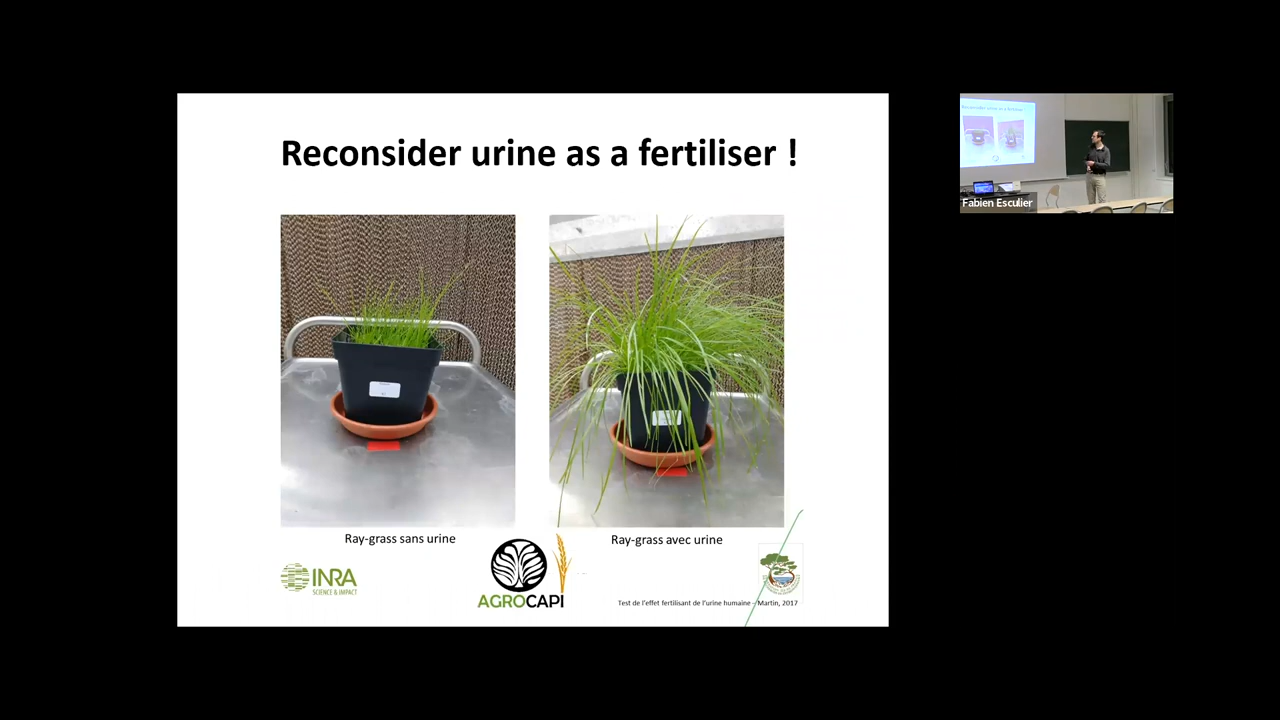 Reconsider urine as a fertiliser !
Fabien Esculier
Ray-grass sans urine
Ray-grass avec urine
INRA
SCIENCE & IMPACT
AGROCAPI
Test de l'effet fertilisant de l'urine humaine - Martin, 2017